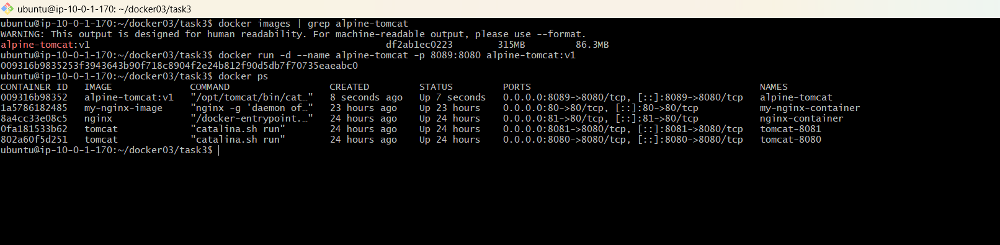 ubuntu@ip-10-0-1-170: ~/docker03/task3
ubuntu@ip-10-0-1-170:~/docker03/task3$ docker images | grep alpine-tomcat
WARNING: This output is designed for human readability. For machine-readable output, please use --format.
alpine-tomcat:v1 df2ab1ec0223 315MB 86.3MB
ubuntu@ip-10-0-1-170:~/docker03/task3$ docker run -d --name alpine-tomcat -p 8089:8080 alpine-tomcat:v1
009316b9835253f3943643b90f718c8904f2e24b812f90d5db7f70735eaeabc0
ubuntu@ip-10-0-1-170:~/docker03/task3$ docker ps
CONTAINER ID IMAGE COMMAND CREATED STATUS PORTS NAMES
009316b98352 alpine-tomcat:v1 "/opt/tomcat/bin/cat…" 8 seconds ago Up 7 seconds 0.0.0.0:8089->8080/tcp, [::]:8089->8080/tcp alpine-tomcat
1a5786182485 my-nginx-image "nginx -g 'daemon of…" 23 hours ago Up 23 hours 0.0.0.0:80->80/tcp, [::]:80->80/tcp my-nginx-container
8a4cc33e08c5 nginx "/docker-entrypoint.…" 24 hours ago Up 24 hours 0.0.0.0:81->80/tcp, [::]:81->80/tcp nginx-container
0fa181533b62 tomcat "catalina.sh run" 24 hours ago Up 24 hours 0.0.0.0:8081->8080/tcp, [::]:8081->8080/tcp tomcat-8081
802a60f5d251 tomcat "catalina.sh run" 24 hours ago Up 24 hours 0.0.0.0:8080->8080/tcp, [::]:8080->8080/tcp tomcat-8080
ubuntu@ip-10-0-1-170:~/docker03/task3$